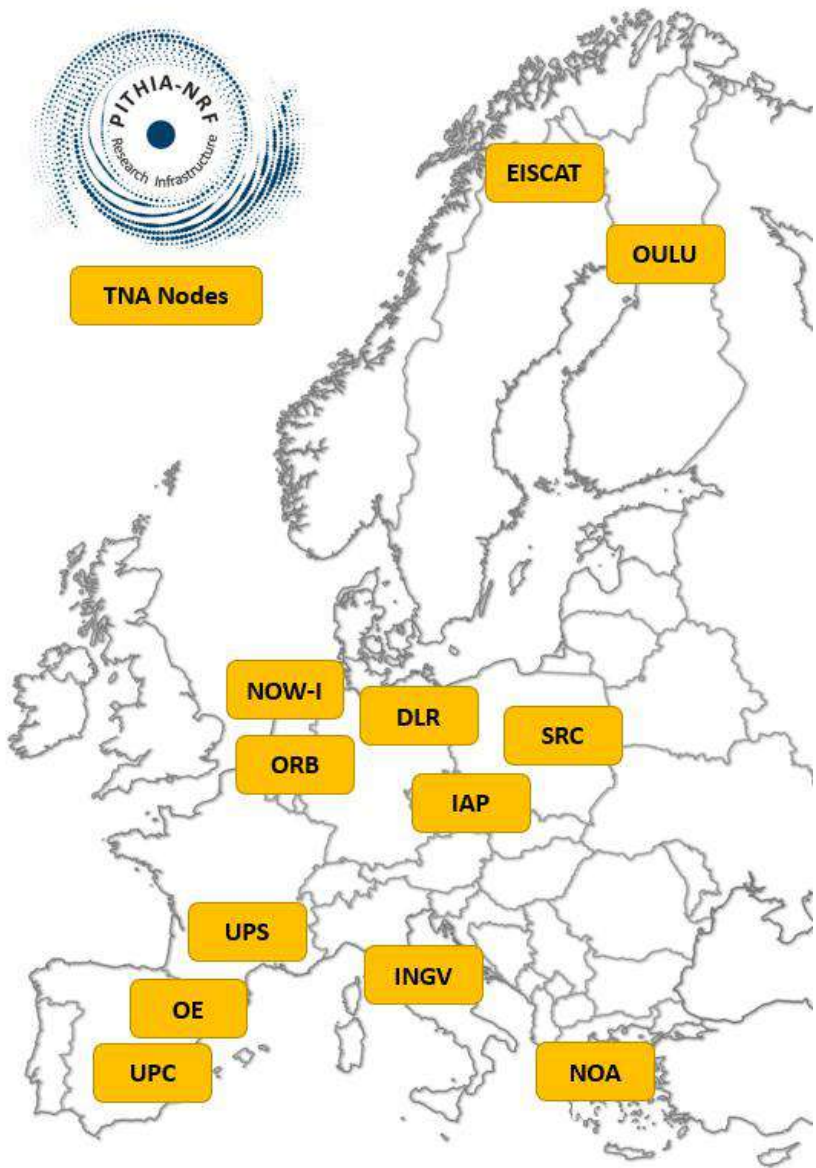 PITHIA-NRF
Research Infrastructure
TNA Nodes
EISCAT
OULU
NOW-I
DLR
SRC
ORB
IAP
UPS
INGV
OE
UPC
NOA